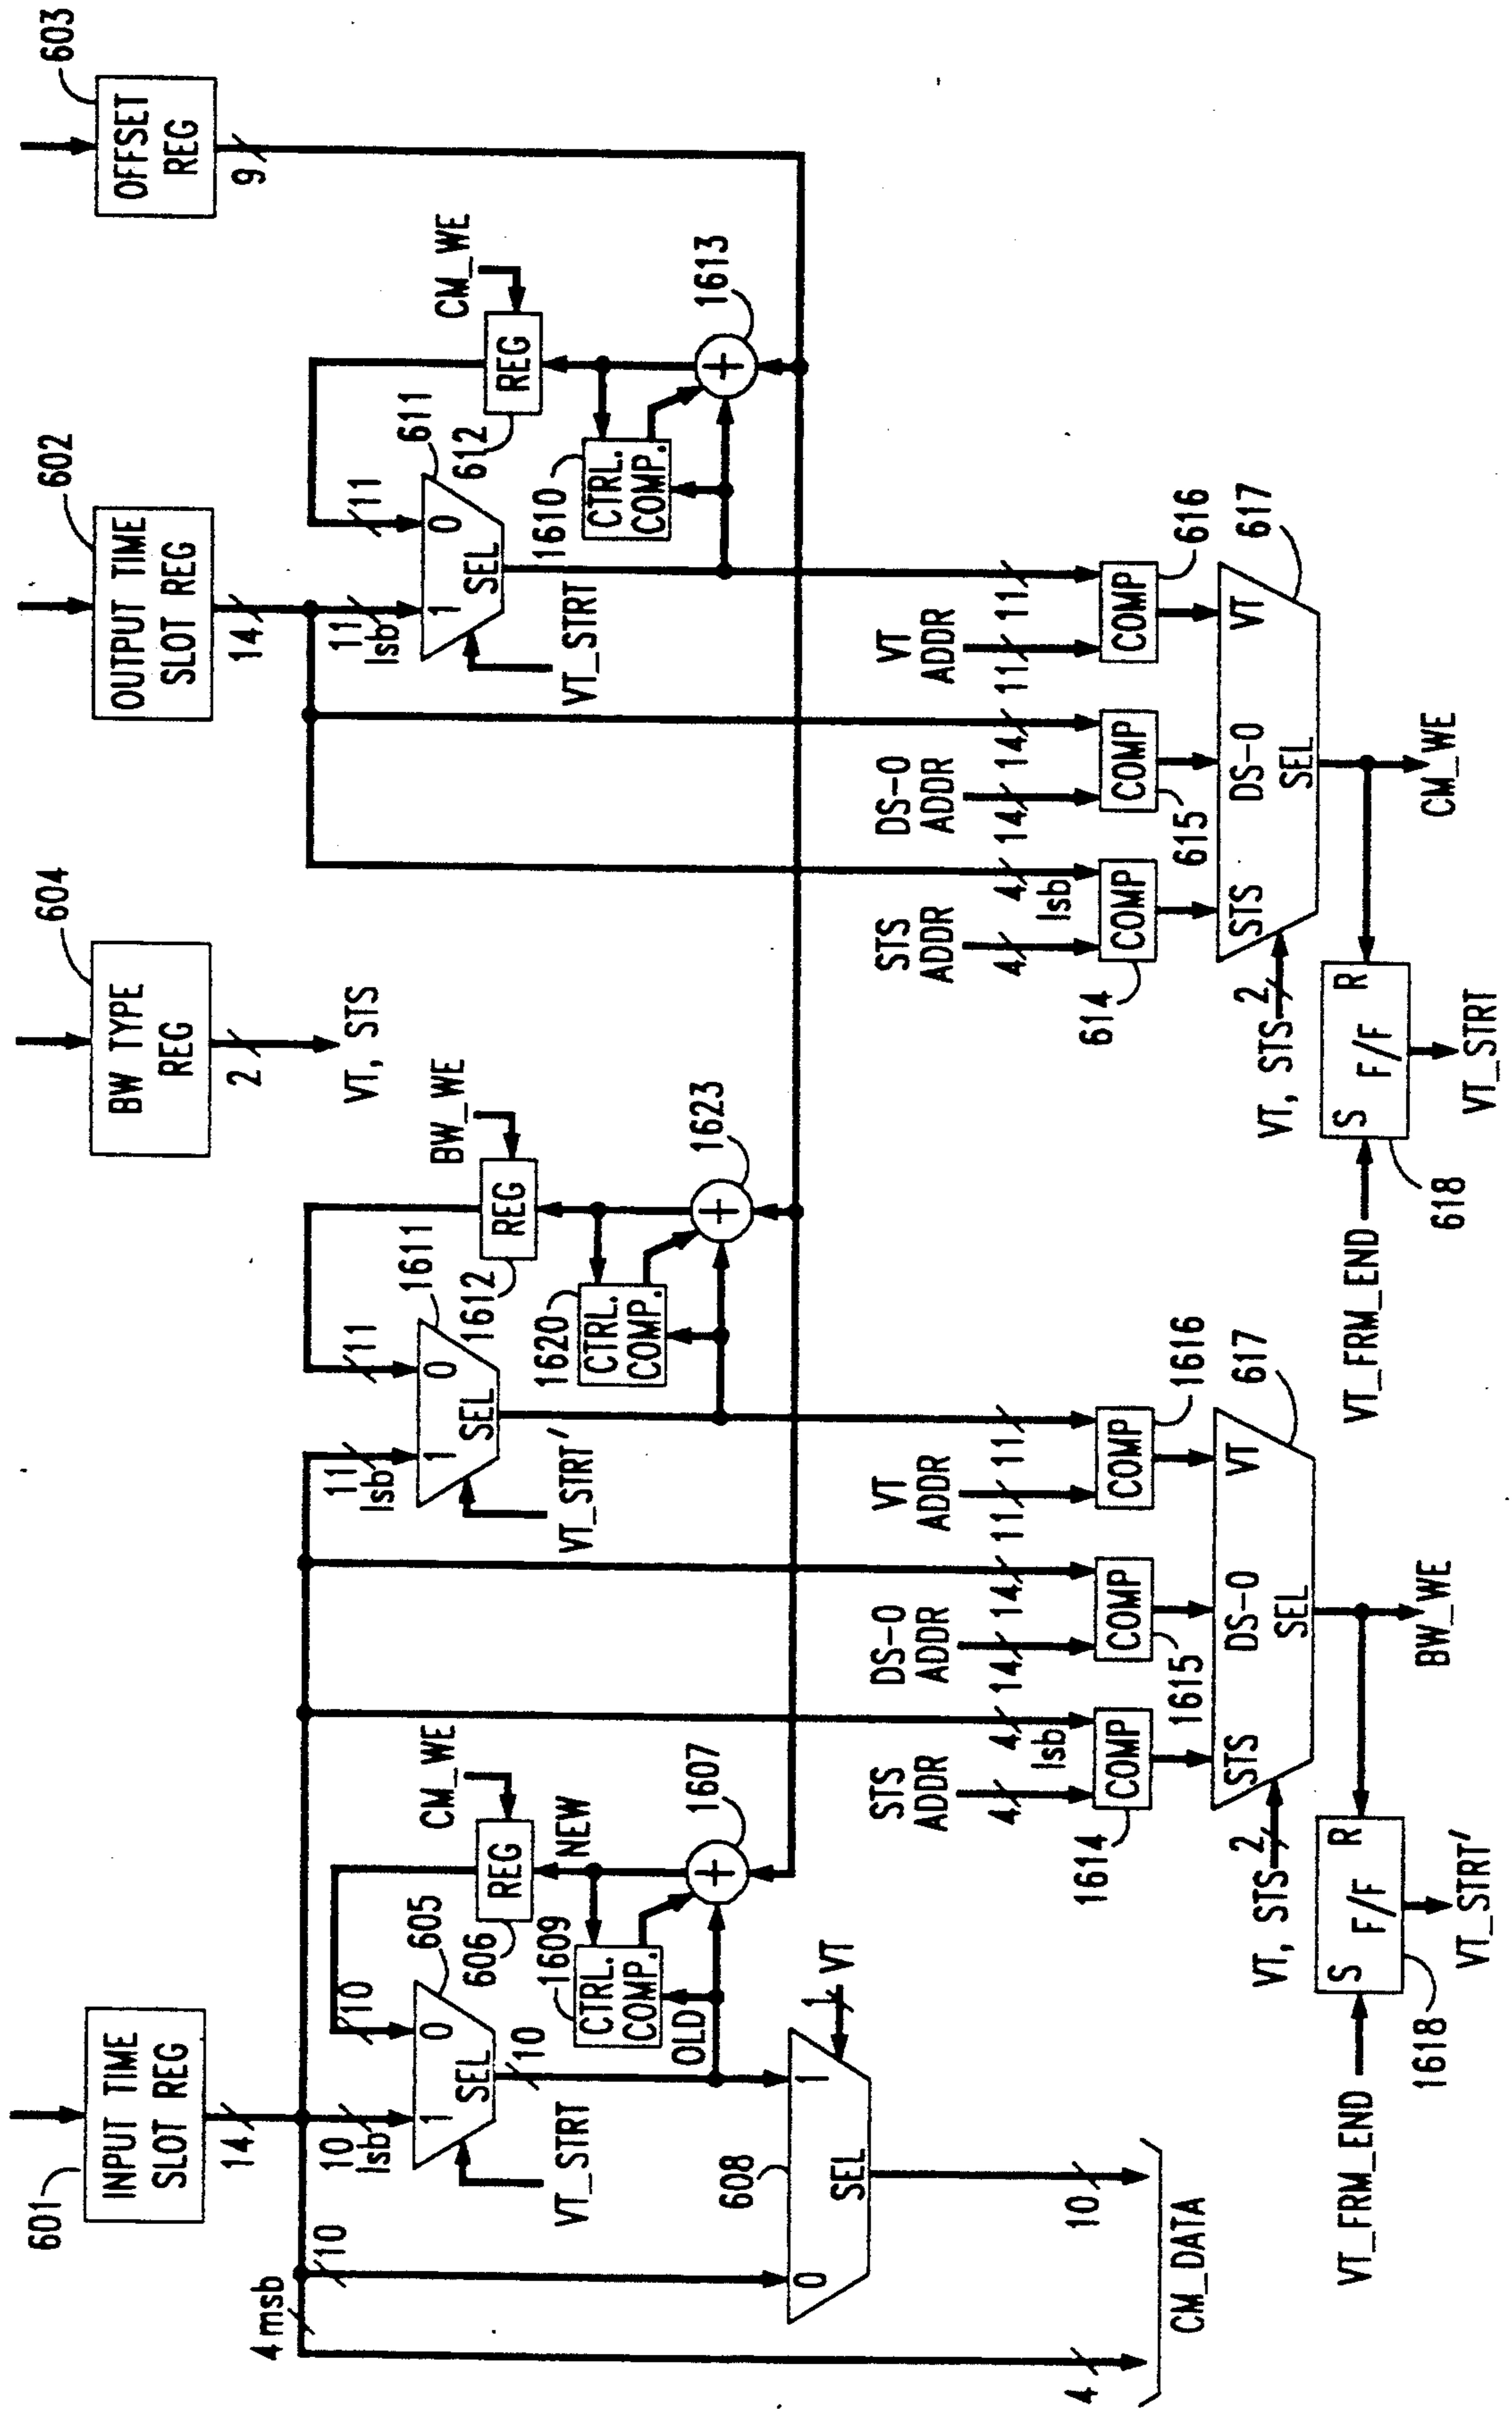 601
INPUT TIME
SLOT REG
604
BW TYPE
REG
602
OUTPUT TIME
SLOT REG
603
OFFSET
REG
14
2
VT, STS
14
9
4msb
10
10
lsb
10
1
0
SEL
605
VT_STRT
10
CM_WE
REG
606
NEW
1609
CTRL.
COMP.
OLD
1607
11
lsb
11
1
0
SEL
1611
VT_STRT'
BW_WE
REG
1612
1620
CTRL.
COMP.
1623
11
lsb
11
1
0
SEL
611
VT_STRT
CM_WE
REG
612
1610
CTRL.
COMP.
1613
608
0
1
SEL
1
VT
4
10
CM_DATA
STS
ADDR
DS-0
ADDR
VT
ADDR
4
4
lsb
14
14
11
11
COMP
1614
COMP
1615
COMP
1616
STS
DS-0
VT
SEL
617
VT, STS
2
BW_WE
VT_FRM_END
S
R
F/F
1618
VT_STRT'
STS
ADDR
DS-0
ADDR
VT
ADDR
4
4
lsb
14
14
11
11
COMP
614
COMP
615
COMP
616
STS
DS-0
VT
SEL
617
VT, STS
2
CM_WE
VT_FRM_END
S
R
F/F
618
VT_STRT